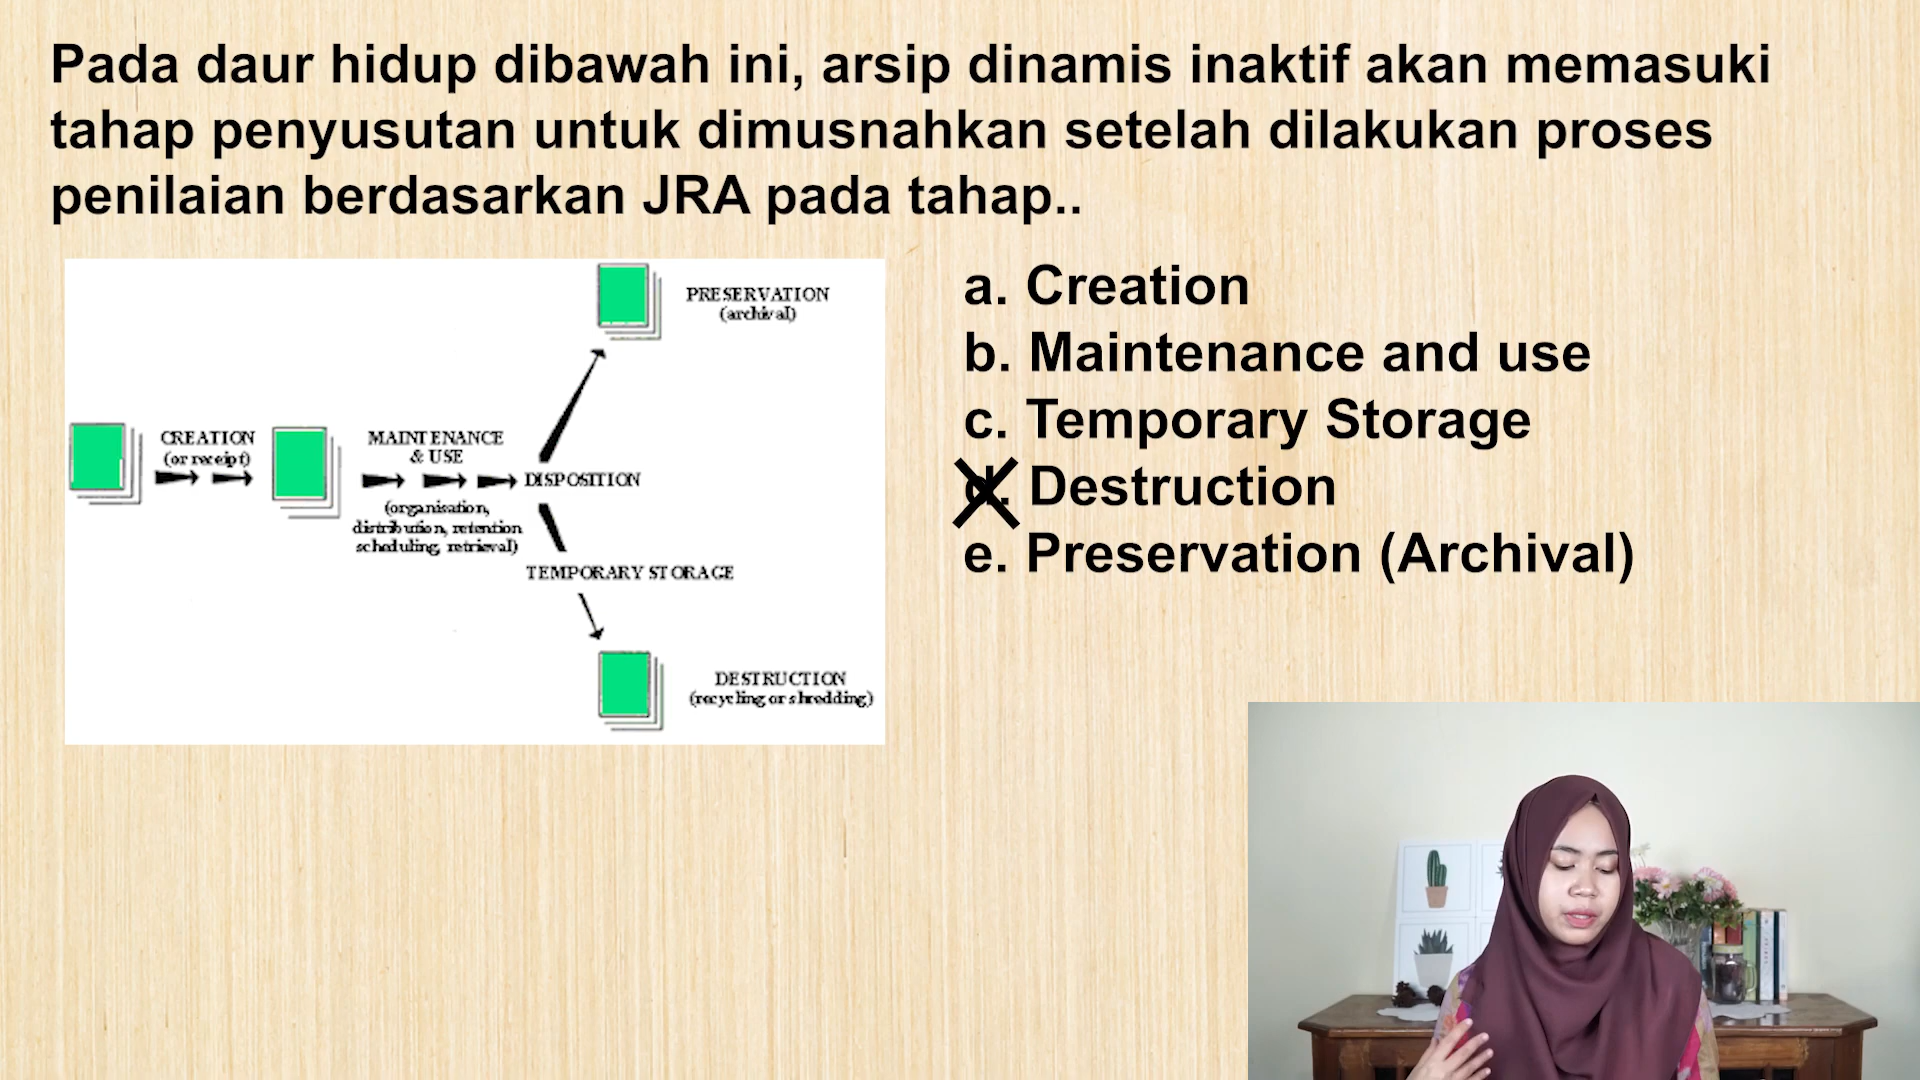 Pada daur hidup dibawah ini, arsip dinamis inaktif akan memasuki
tahap penyusutan untuk dimusnahkan setelah dilakukan proses
penilaian berdasarkan JRA pada tahap..
PRESERVATION
(archival)
CREATION
(or receipt)
MAINTENANCE
& USE
DISPOSITION
(organisation,
distribution, retention
scheduling, retrieval)
TEMPORARY STORAGE
DESTRUCTION
(recycling or shredding)
a. Creation
b. Maintenance and use
c. Temporary Storage
d. Destruction
e. Preservation (Archival)